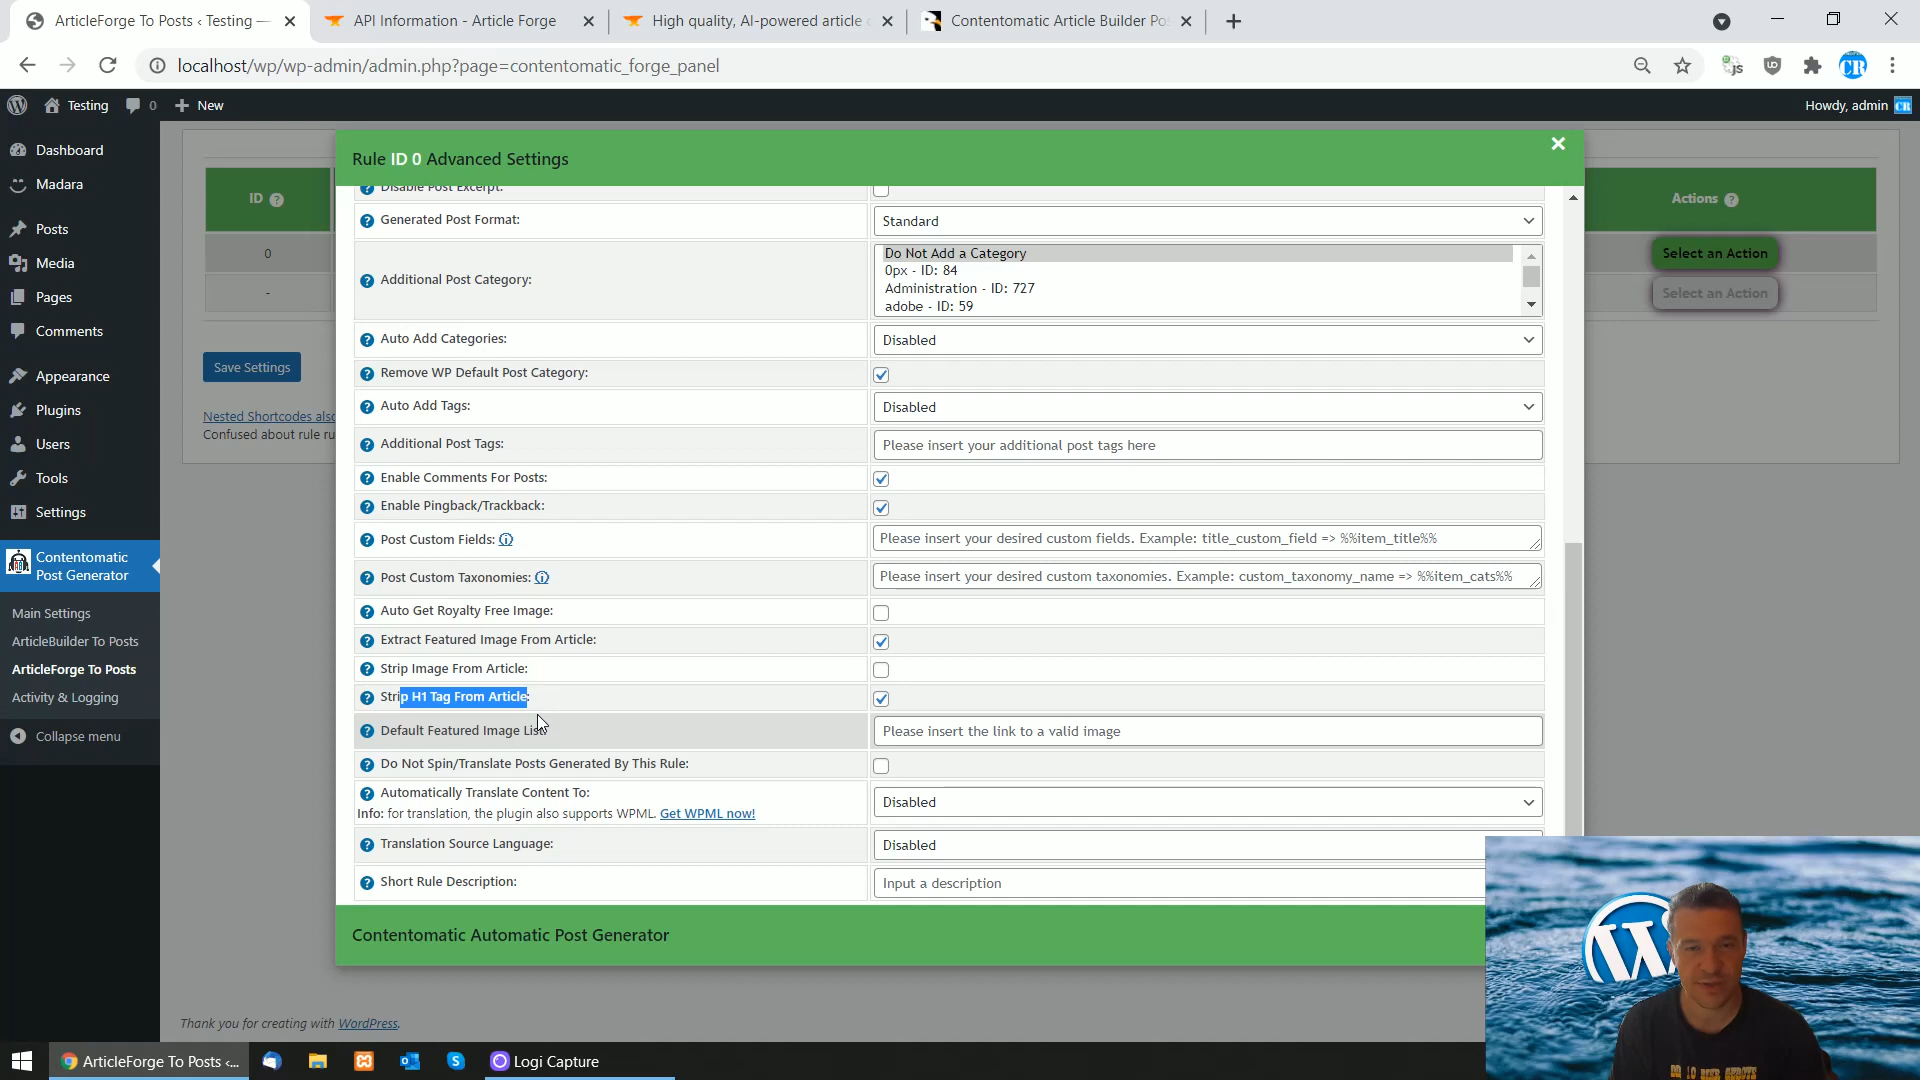 ArticleForge To Posts ‹ Testing —
API Information - Article Forge
High quality, AI-powered article c
Contentomatic Article Builder Po
localhost/wp/wp-admin/admin.php?page=contentomatic_forge_panel
Testing
0
New
Howdy, admin
Dashboard
Madara
Posts
Media
Pages
Comments
Appearance
Plugins
Users
Tools
Settings
Contentomatic
Post Generator
Main Settings
ArticleBuilder To Posts
ArticleForge To Posts
Activity & Logging
Collapse menu
ID
0
-
Actions
Select an Action
Select an Action
Save Settings
Nested Shortcodes also
Confused about rule ru
Rule ID 0 Advanced Settings
Disable Post Excerpt:
Generated Post Format:
Standard
Additional Post Category:
Do Not Add a Category
0px - ID: 84
Administration - ID: 727
adobe - ID: 59
Auto Add Categories:
Disabled
Remove WP Default Post Category:
Auto Add Tags:
Disabled
Additional Post Tags:
Please insert your additional post tags here
Enable Comments For Posts:
Enable Pingback/Trackback:
Post Custom Fields:
Please insert your desired custom fields. Example: title_custom_field => %%item_title%%
Post Custom Taxonomies:
Please insert your desired custom taxonomies. Example: custom_taxonomy_name => %%item_cats%%
Auto Get Royalty Free Image:
Extract Featured Image From Article:
Strip Image From Article:
Strip H1 Tag From Article:
Default Featured Image List
Please insert the link to a valid image
Do Not Spin/Translate Posts Generated By This Rule:
Automatically Translate Content To:
Info: for translation, the plugin also supports WPML. Get WPML now!
Disabled
Translation Source Language:
Disabled
Short Rule Description:
Input a description
Contentomatic Automatic Post Generator
Thank you for creating with WordPress.
ArticleForge To Posts ‹...
Logi Capture